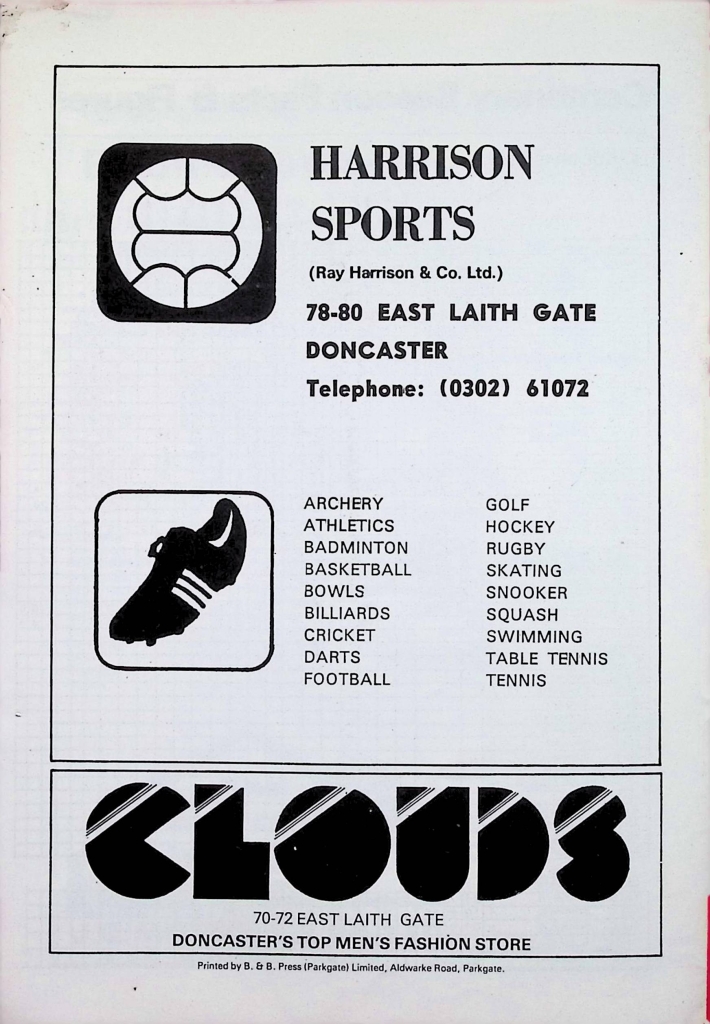 HARRISON
SPORTS
(Ray Harrison & Co. Ltd.)
78-80 EAST LAITH GATE
DONCASTER
Telephone: (0302) 61072
ARCHERY
ATHLETICS
BADMINTON
BASKETBALL
BOWLS
BILLIARDS
CRICKET
DARTS
FOOTBALL
GOLF
HOCKEY
RUGBY
SKATING
SNOOKER
SQUASH
SWIMMING
TABLE TENNIS
TENNIS
CLOUDS
70-72 EAST LAITH GATE
DONCASTER'S TOP MEN'S FASHION STORE
Printed by B. & B. Press (Parkgate) Limited, Aldwarke Road, Parkgate.